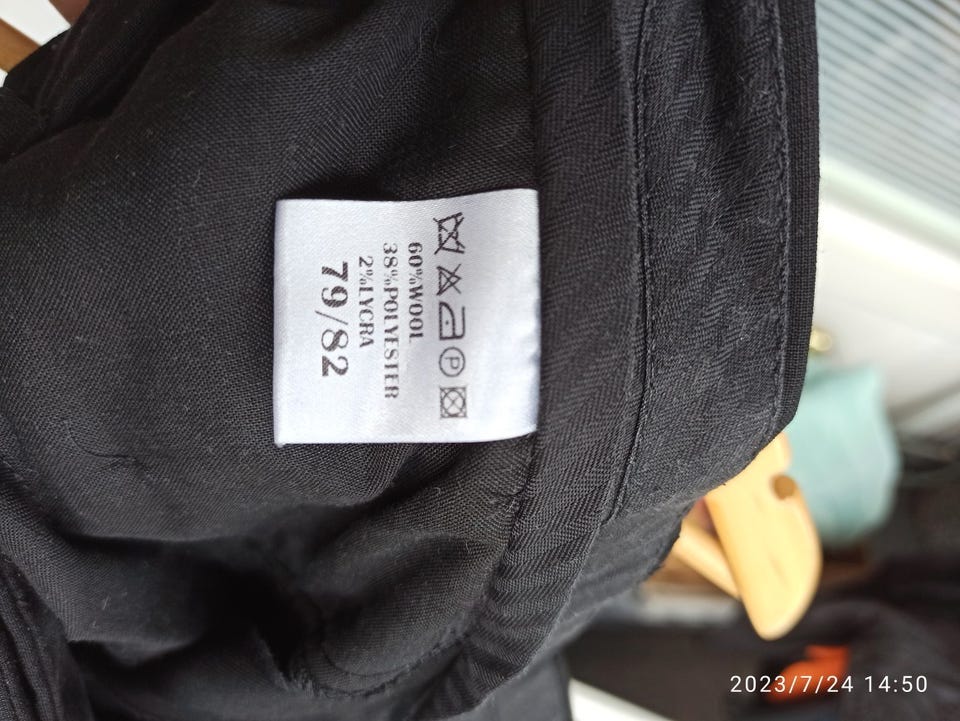 P
60%WOOL
38%POLYESTER
2%LYCRA
79/82
2023/7/24 14:50